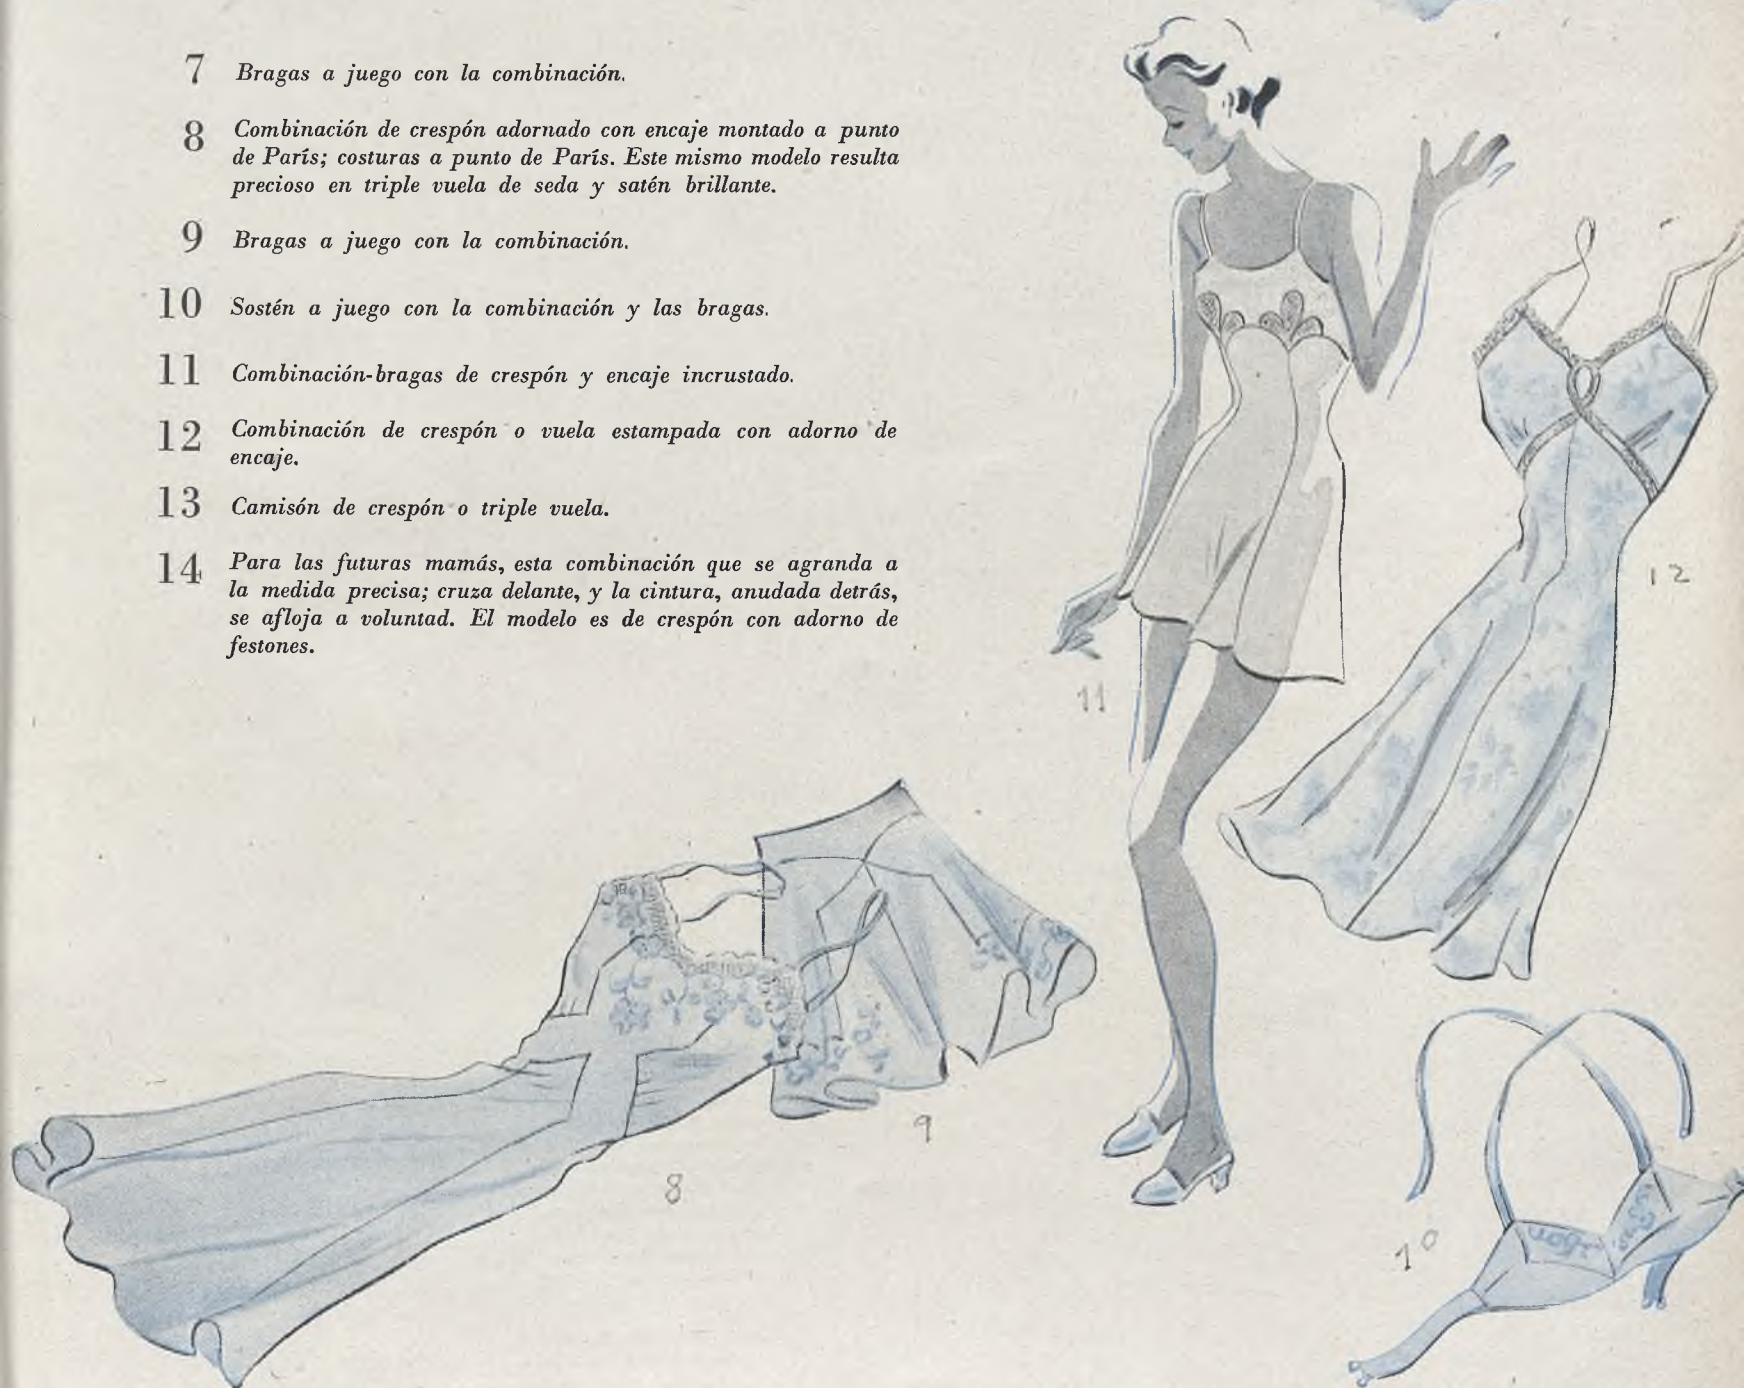 7 Bragas a juego con la combinación.
8 Combinación de crespón adornado con encaje montado a punto
de París; costuras a punto de París. Este mismo modelo resulta
precioso en triple vuela de seda y satén brillante.
9 Bragas a juego con la combinación.
10 Sostén a juego con la combinación y las bragas.
11 Combinación-bragas de crespón y encaje incrustado.
12 Combinación de crespón o vuela estampada con adorno de
encaje.
13 Camisón de crespón o triple vuela.
14 Para las futuras mamás, esta combinación que se agranda a
la medida precisa; cruza delante, y la cintura, anudada detrás,
se afloja a voluntad. El modelo es de crespón con adorno de
festones.
12
11
9
8
10